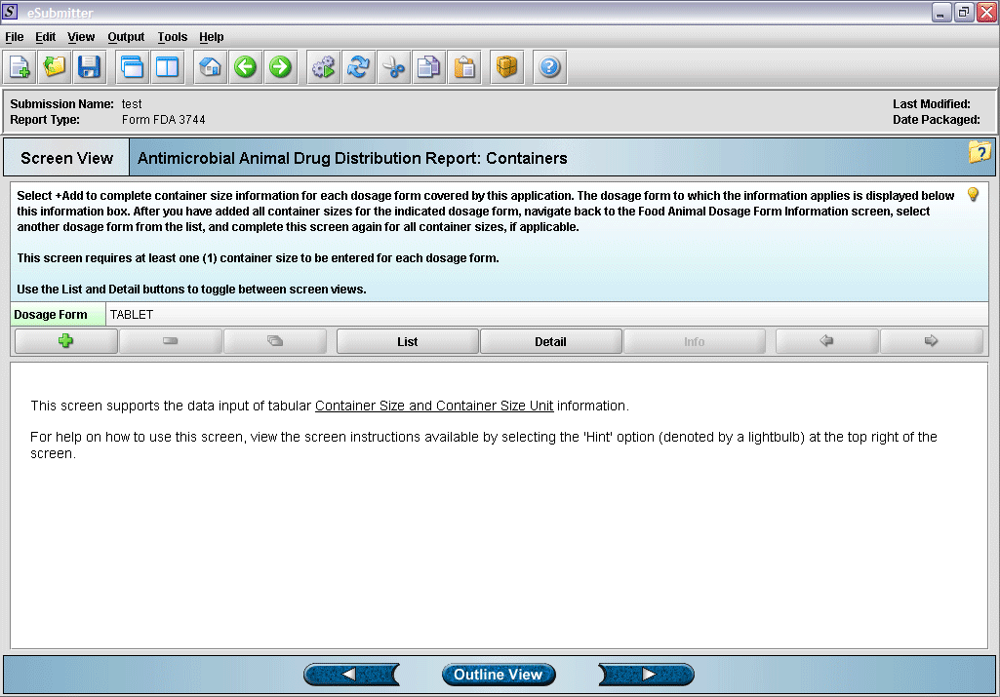 S eSubmitter
File Edit View Output Tools Help
Submission Name: test Last Modified:
Report Type: Form FDA 3744 Date Packaged:
Screen View Antimicrobial Animal Drug Distribution Report: Containers
Select +Add to complete container size information for each dosage form covered by this application. The dosage form to which the information applies is displayed below
this information box. After you have added all container sizes for the indicated dosage form, navigate back to the Food Animal Dosage Form Information screen, select
another dosage form from the list, and complete this screen again for all container sizes, if applicable.
This screen requires at least one (1) container size to be entered for each dosage form.
Use the List and Detail buttons to toggle between screen views.
Dosage Form TABLET
List Detail Info
This screen supports the data input of tabular Container Size and Container Size Unit information.
For help on how to use this screen, view the screen instructions available by selecting the 'Hint' option (denoted by a lightbulb) at the top right of the
screen.
Outline View